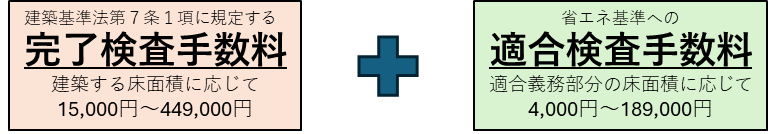 建築基準法第７条１項に規定する
完了検査手数料
建築する床面積に応じて
15,000円～449,000円
省エネ基準への
適合検査手数料
適合義務部分の床面積に応じて
4,000円～189,000円